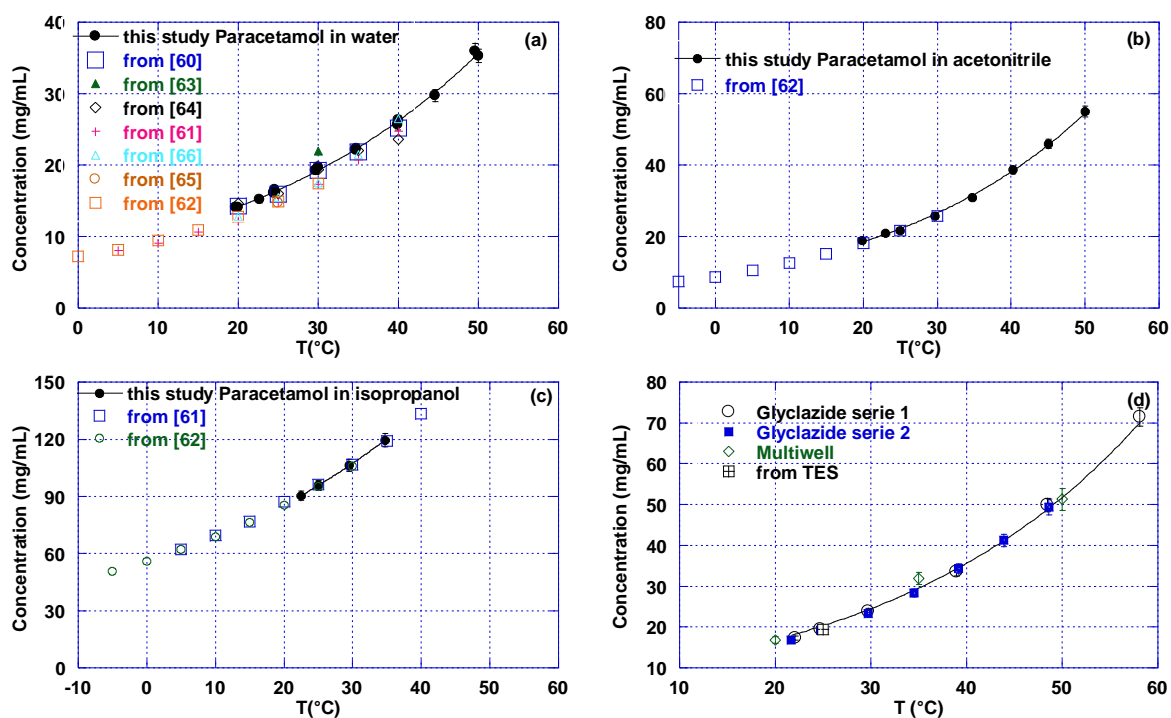 40
this study Paracetamol in water
(a)
from [60]
from [63]
from [64]
from [61]
from [66]
from [65]
from [62]
30
20
10
0
Concentration (mg/mL)
0 10 20 30 40 50 60
T(°C)
80
(b)
this study Paracetamol in acetonitrile
from [62]
60
40
20
0
Concentration (mg/mL)
0 10 20 30 40 50 60
T(°C)
150
this study Paracetamol in isopropanol
(c)
from [61]
from [62]
120
90
60
30
0
Concentration (mg/mL)
-10 0 10 20 30 40 50 60
T(°C)
80
(d)
Glyclazide serie 1
Glyclazide serie 2
Multiwell
from TES
70
60
50
40
30
20
10
Concentration (mg/mL)
10 20 30 40 50 60
T (°C)